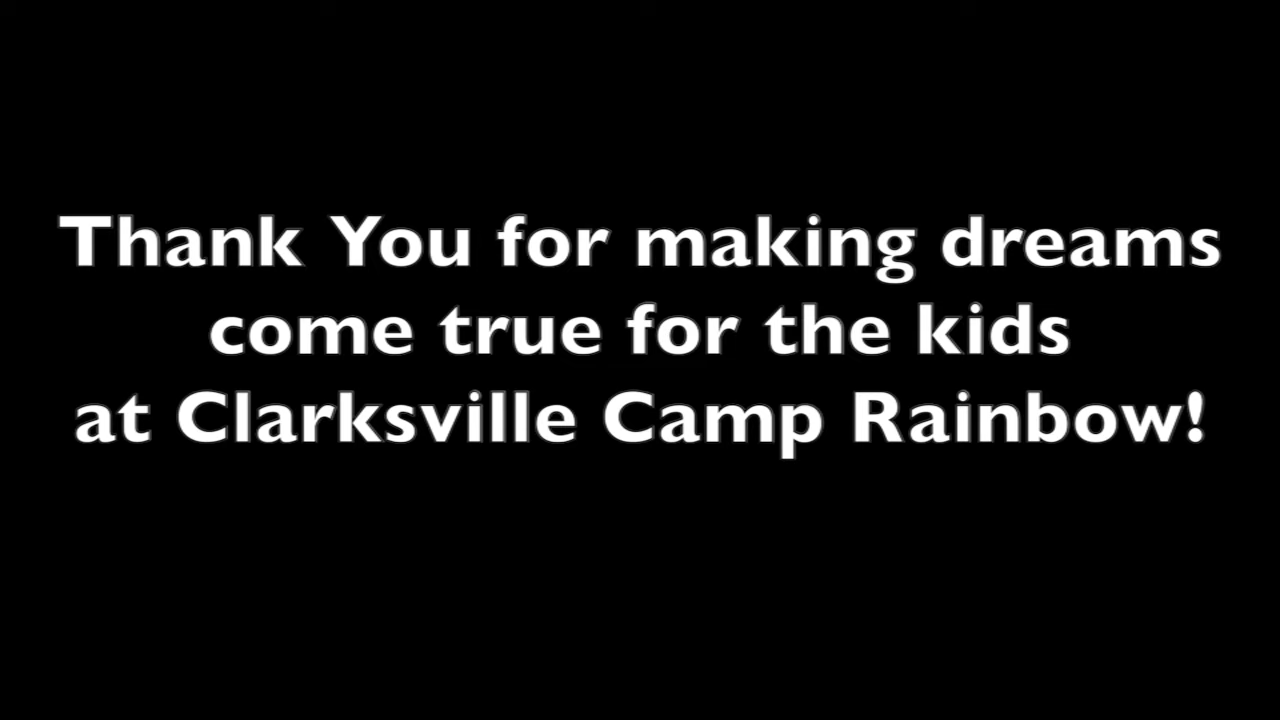 Thank You for making dreams
come true for the kids
at Clarksville Camp Rainbow!